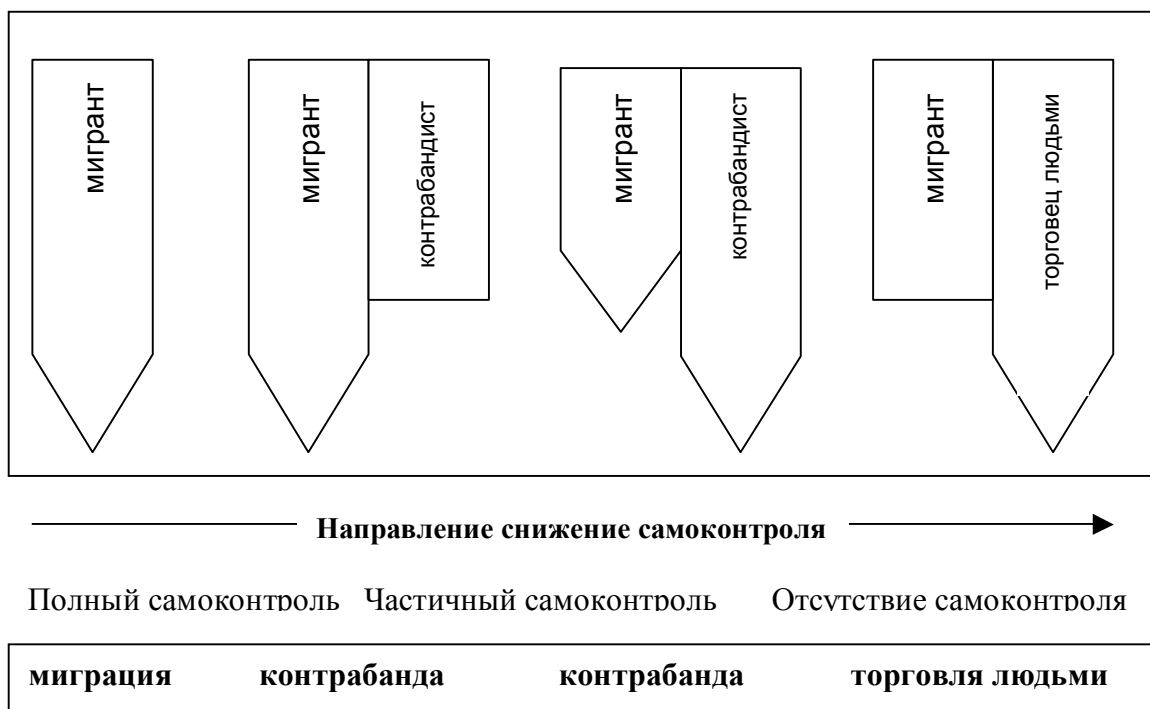 мигрант
мигрант
контрабандист
мигрант
контрабандист
мигрант
торговец людьми
Направление снижение самоконтроля
Полный самоконтроль Частичный самоконтроль Отсутствие самоконтроля
миграция контрабанда контрабанда торговля людьми